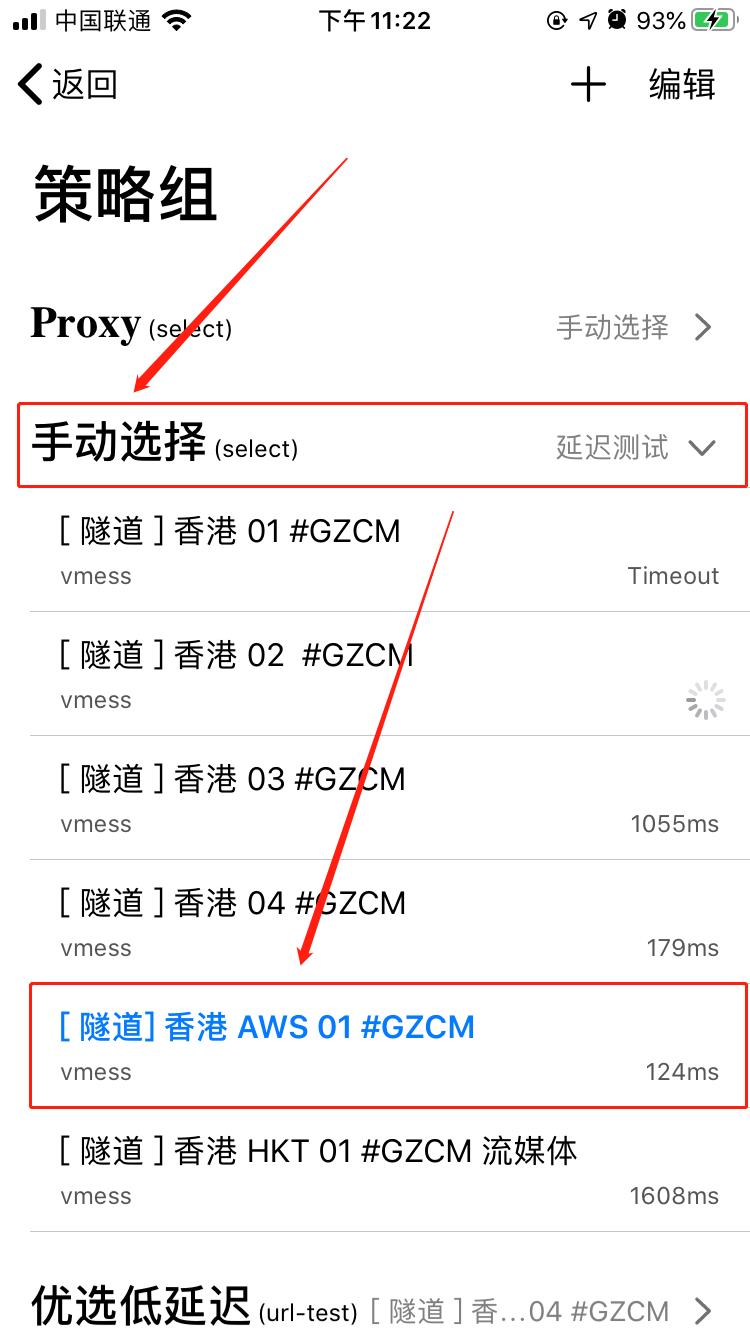 中国联通 下午11:22 93%
返回 编辑
策略组
Proxy (select) 手动选择
手动选择 (select) 延迟测试
[ 隧道 ] 香港 01 #GZCM
vmess Timeout
[ 隧道 ] 香港 02  #GZCM
vmess
[ 隧道 ] 香港 03 #GZCM
vmess 1055ms
[ 隧道 ] 香港 04 #GZCM
vmess 179ms
[ 隧道] 香港 AWS 01 #GZCM
vmess 124ms
[ 隧道 ] 香港 HKT 01 #GZCM 流媒体
vmess 1608ms
优选低延迟 (url-test) [ 隧道 ] 香...04 #GZCM